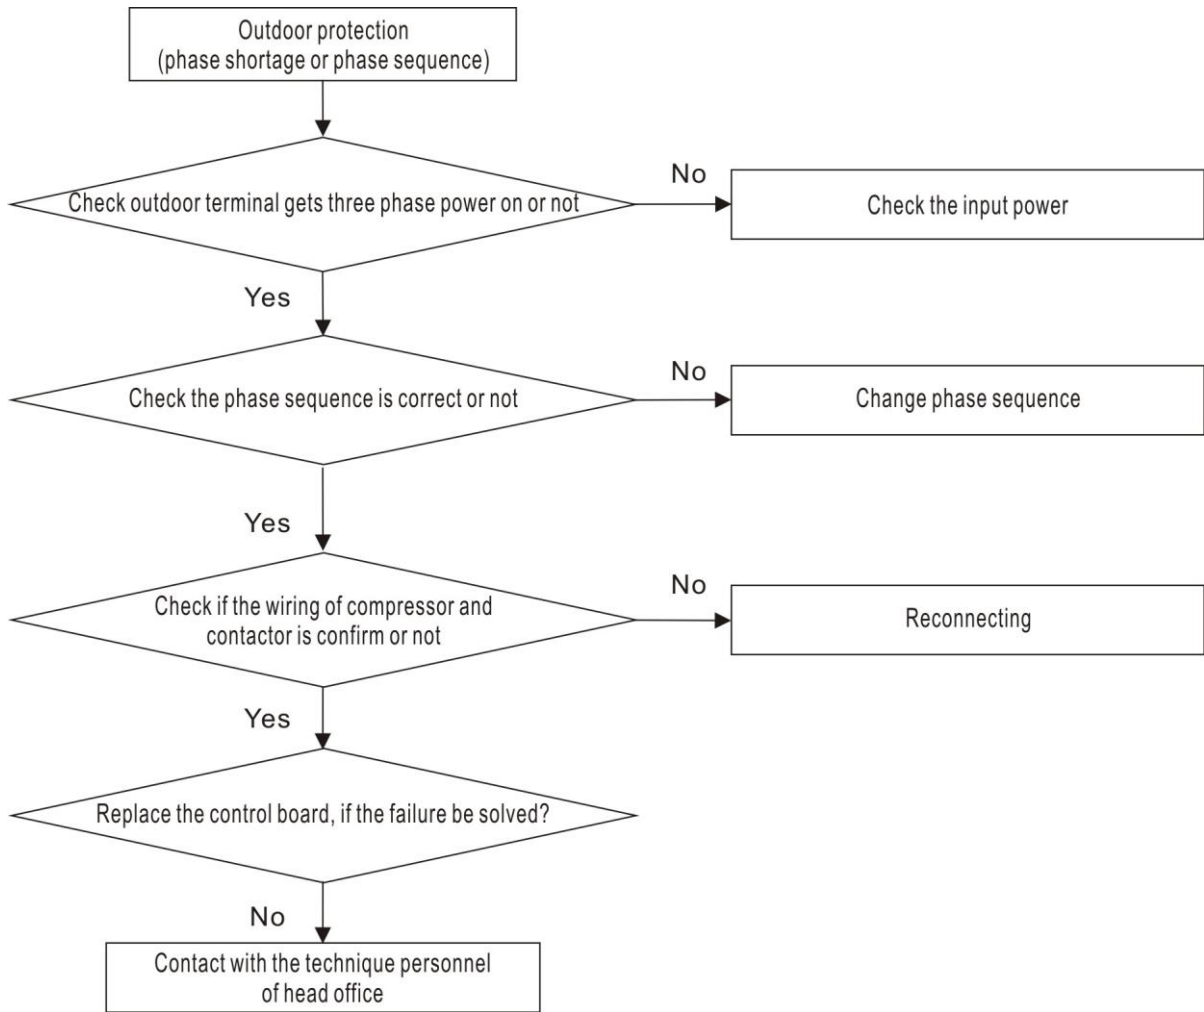 Outdoor protection
(phase shortage or phase sequence)
Check outdoor terminal gets three phase power on or not
No
Check the input power
Yes
Check the phase sequence is correct or not
No
Change phase sequence
Yes
Check if the wiring of compressor and
contactor is confirm or not
No
Reconnecting
Yes
Replace the control board, if the failure be solved?
No
Contact with the technique personnel
of head office